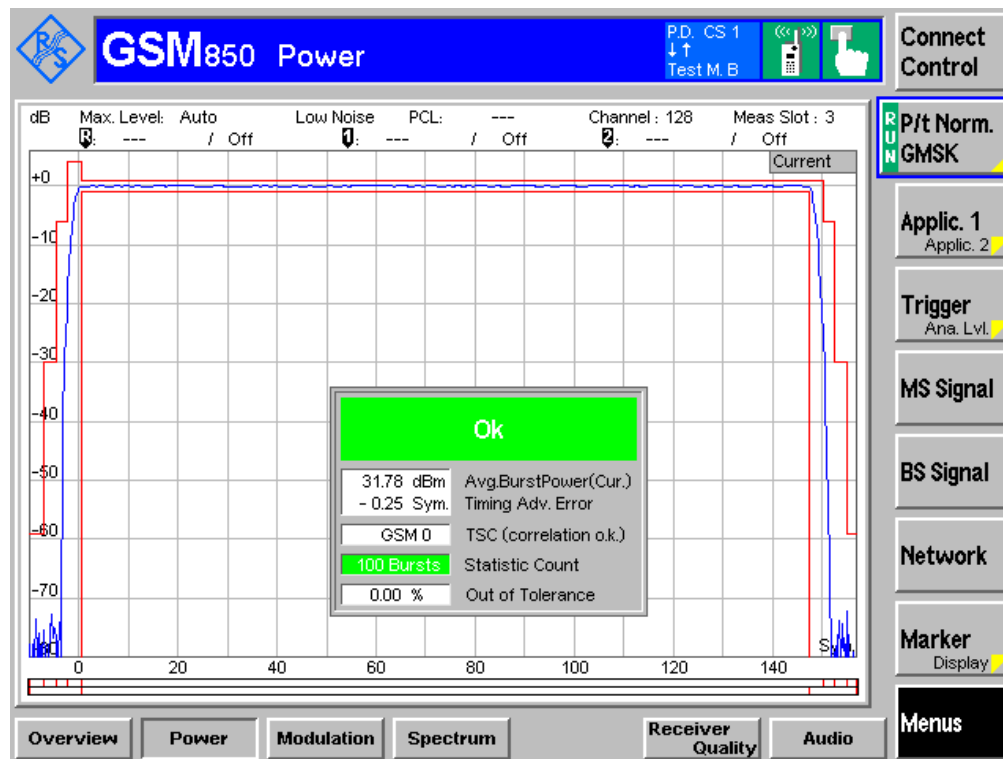 R&S
GSM850 Power
P.D. CS 1
↓↑
Test M. B
Connect
Control
dB Max. Level: Auto Low Noise PCL: --- Channel : 128 Meas Slot : 3
R: --- / Off 1: --- / Off 2: --- / Off
Current
+0
-10
-20
-30
-40
-50
-60
-70
-80
Ok
31.78 dBm Avg.BurstPower(Cur.)
- 0.25 Sym. Timing Adv. Error
GSM 0 TSC (correlation o.k.)
100 Bursts Statistic Count
0.00 % Out of Tolerance
0 20 40 60 80 100 120 140
RUN
P/t Norm.
GMSK
Applic. 1
Applic. 2
Trigger
Ana. Lvl.
MS Signal
BS Signal
Network
Marker
Display
Menus
Overview Power Modulation Spectrum Receiver Quality Audio